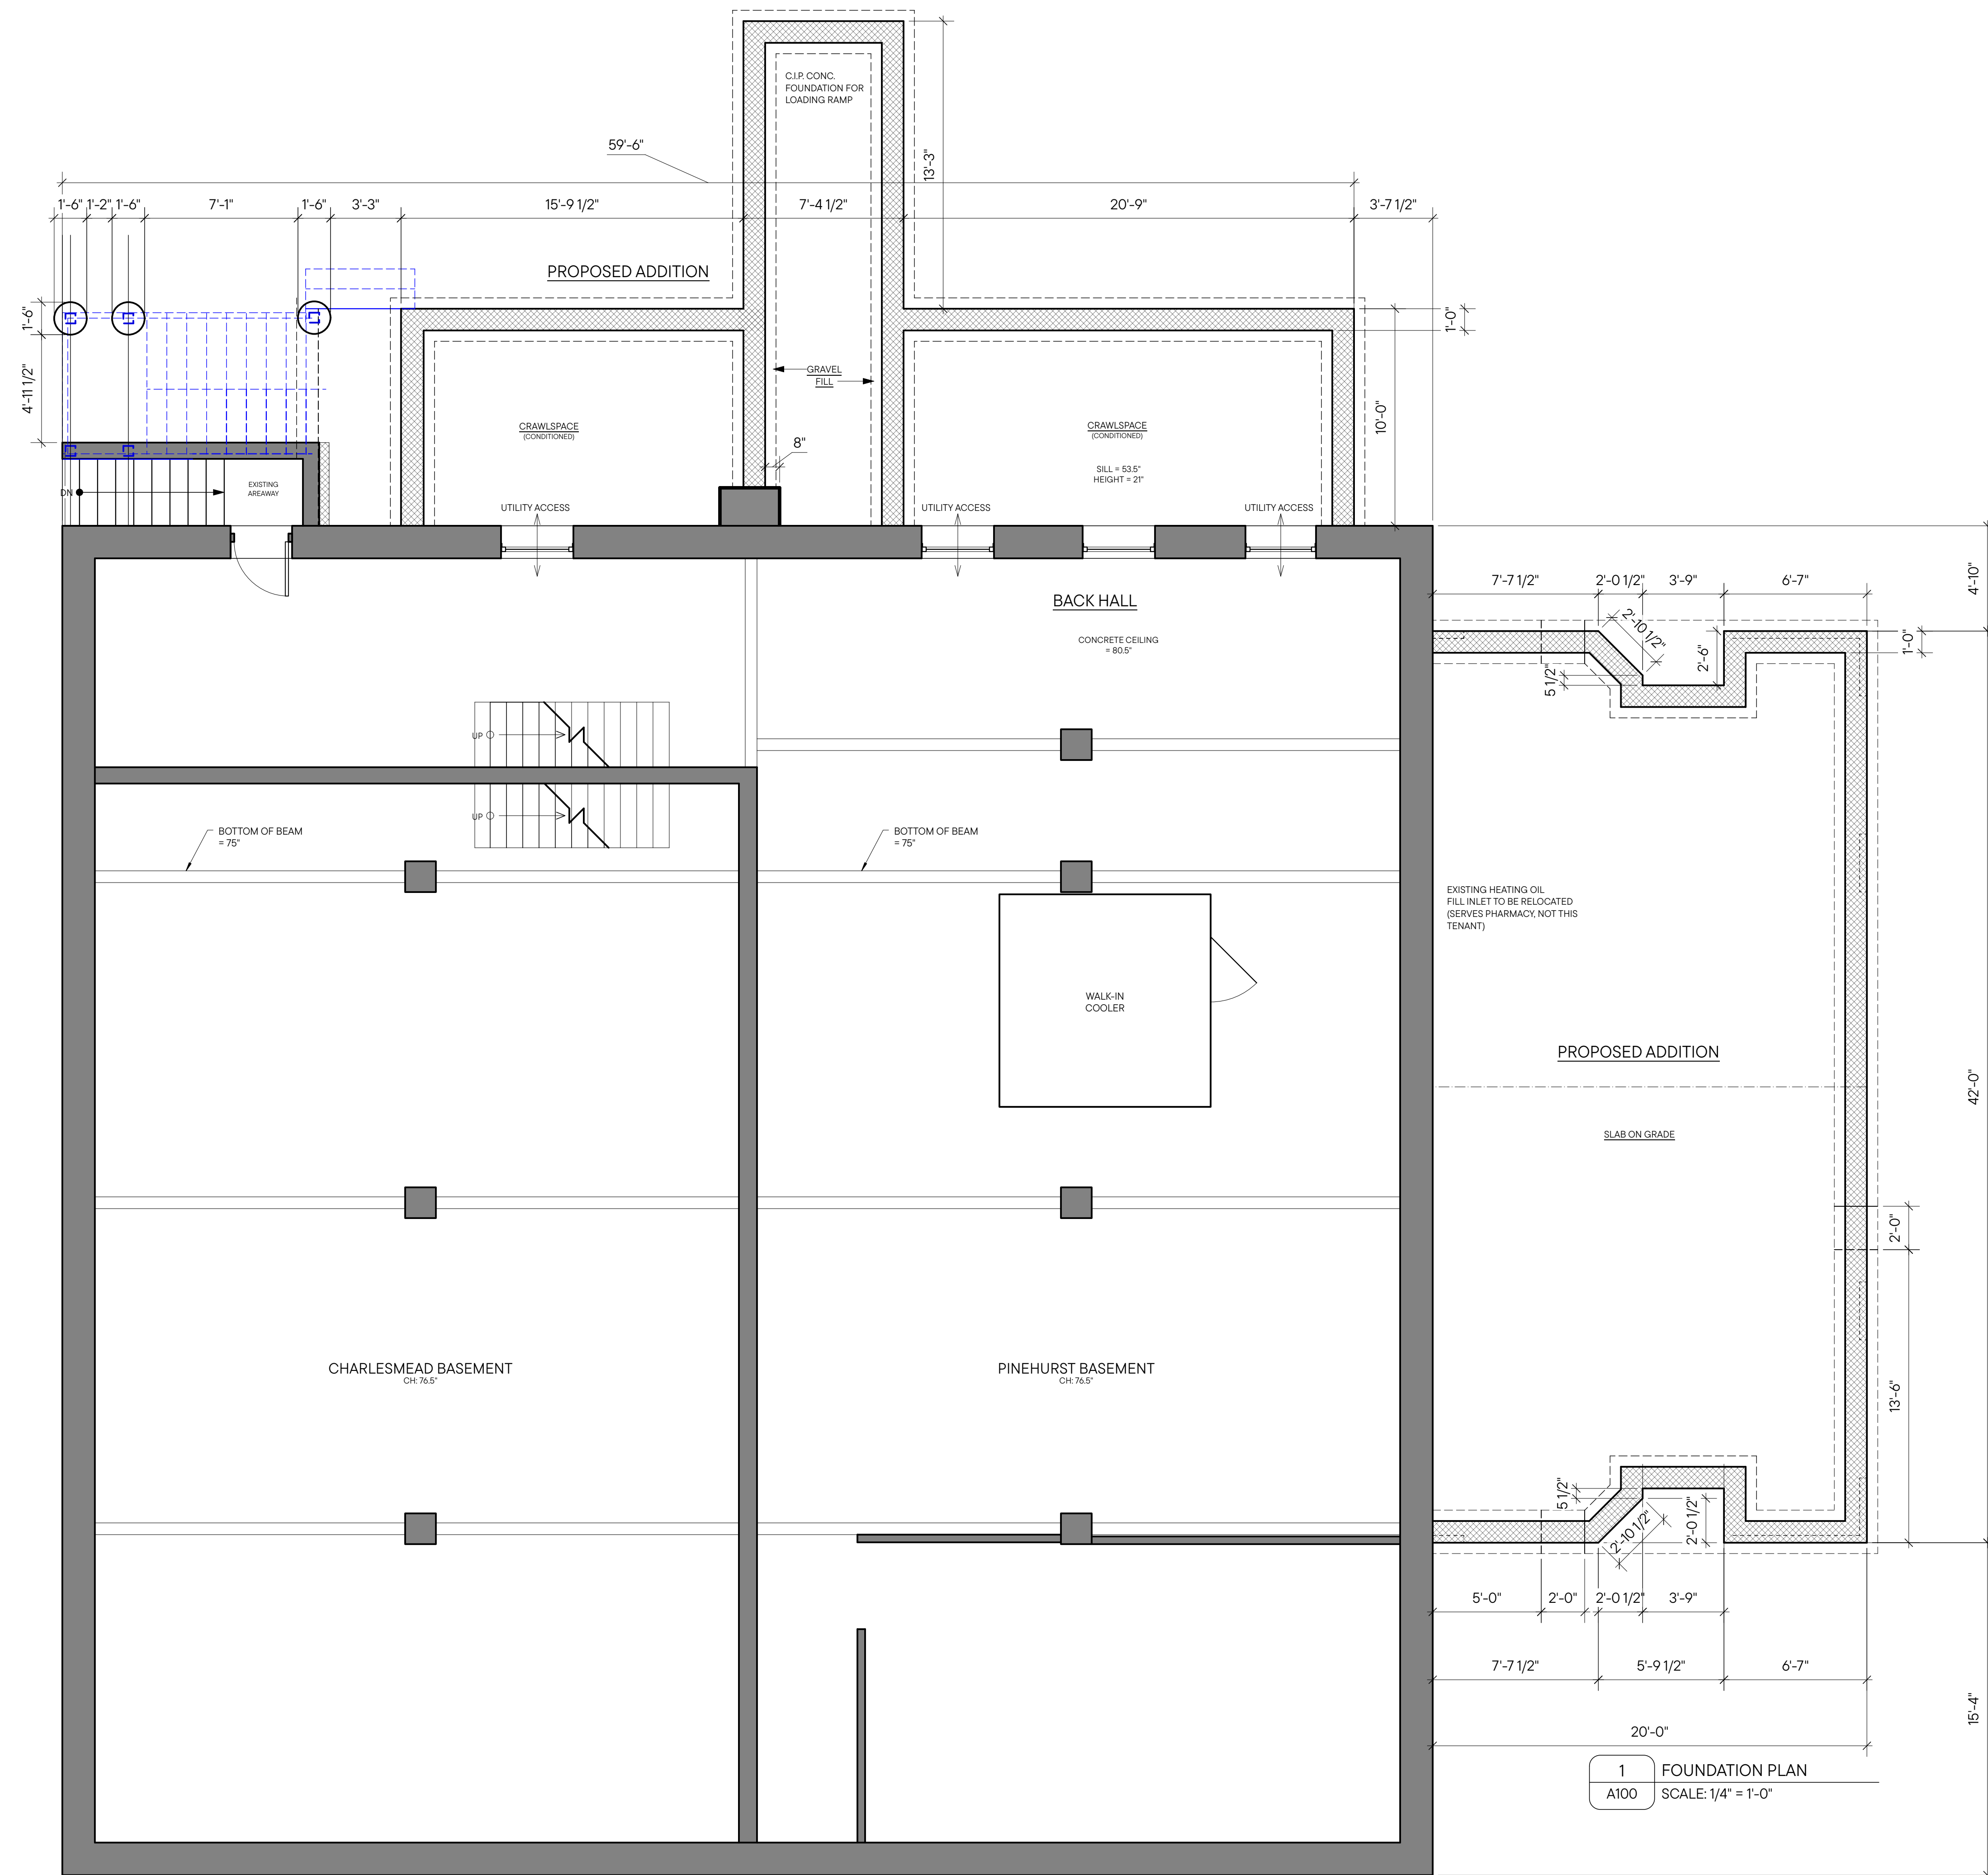 C.I.P. CONC.
FOUNDATION FOR
LOADING RAMP
59'-6"
13'-3"
1'-6"
1'-2"
1'-6"
7'-1"
1'-6"
3'-3"
15'-9 1/2"
7'-4 1/2"
20'-9"
3'-7 1/2"
PROPOSED ADDITION
1'-6"
4'-11 1/2"
1'-0"
10'-0"
GRAVEL
FILL
CRAWLSPACE
(CONDITIONED)
CRAWLSPACE
(CONDITIONED)
8"
SILL = 53.5"
HEIGHT = 21"
DN
EXISTING
AREAWAY
UTILITY ACCESS
UTILITY ACCESS
UTILITY ACCESS
BACK HALL
CONCRETE CEILING
= 80.5"
7'-7 1/2"
2'-0 1/2"
3'-9"
6'-7"
4'-10"
2'-10 1/2"
2'-6"
5 1/2"
1'-0"
UP
UP
BOTTOM OF BEAM
= 75"
BOTTOM OF BEAM
= 75"
EXISTING HEATING OIL
FILL INLET TO BE RELOCATED
(SERVES PHARMACY, NOT THIS
TENANT)
WALK-IN
COOLER
PROPOSED ADDITION
42'-0"
SLAB ON GRADE
2'-0"
13'-6"
CHARLESMEAD BASEMENT
CH: 76.5"
PINEHURST BASEMENT
CH: 76.5"
5 1/2"
2'-10 1/2"
2'-0 1/2"
5'-0"
2'-0"
2'-0 1/2"
3'-9"
7'-7 1/2"
5'-9 1/2"
6'-7"
15'-4"
20'-0"
1
FOUNDATION PLAN
A100
SCALE: 1/4" = 1'-0"